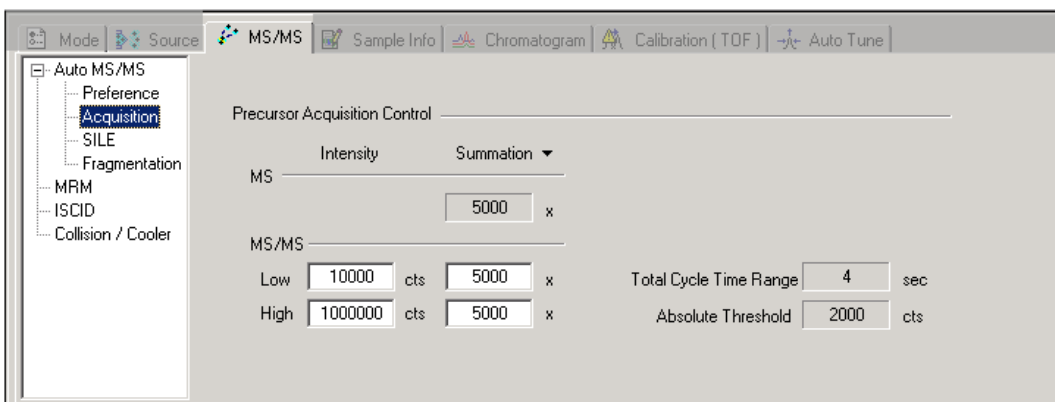 Mode Source MS/MS Sample Info Chromatogram Calibration ( TOF ) Auto Tune
Auto MS/MS
Preference
Acquisition
SILE
Fragmentation
MRM
ISCID
Collision / Cooler
Precursor Acquisition Control
Intensity Summation
MS
5000 x
MS/MS
Low 10000 cts 5000 x Total Cycle Time Range 4 sec
High 1000000 cts 5000 x Absolute Threshold 2000 cts